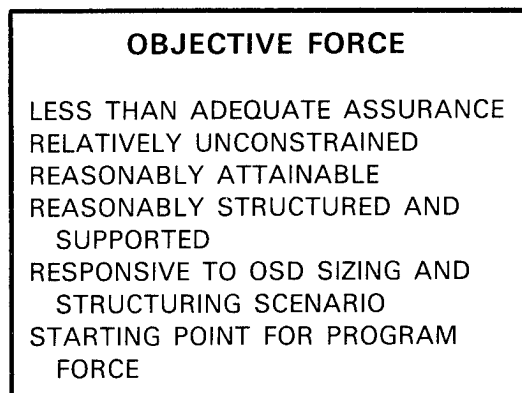 OBJECTIVE FORCE
LESS THAN ADEQUATE ASSURANCE
RELATIVELY UNCONSTRAINED
REASONABLY ATTAINABLE
REASONABLY STRUCTURED AND
SUPPORTED
RESPONSIVE TO OSD SIZING AND
STRUCTURING SCENARIO
STARTING POINT FOR PROGRAM
FORCE